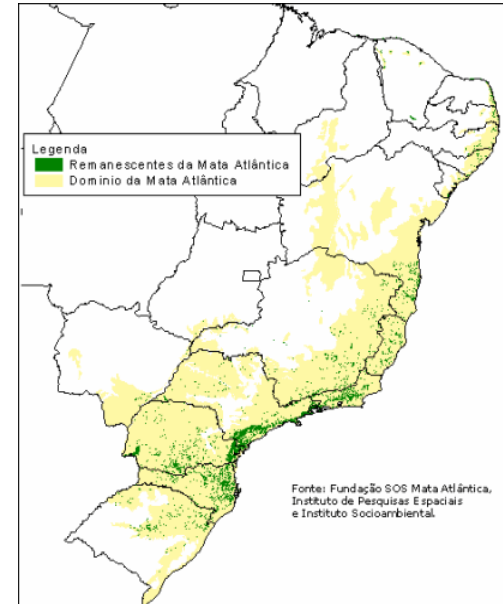 Legenda
Remanescentes da Mata Atlântica
Domínio da Mata Atlântica
Fonte: Fundação SOS Mata Atlântica,
Instituto de Pesquisas Espaciais
e Instituto Socioambiental.